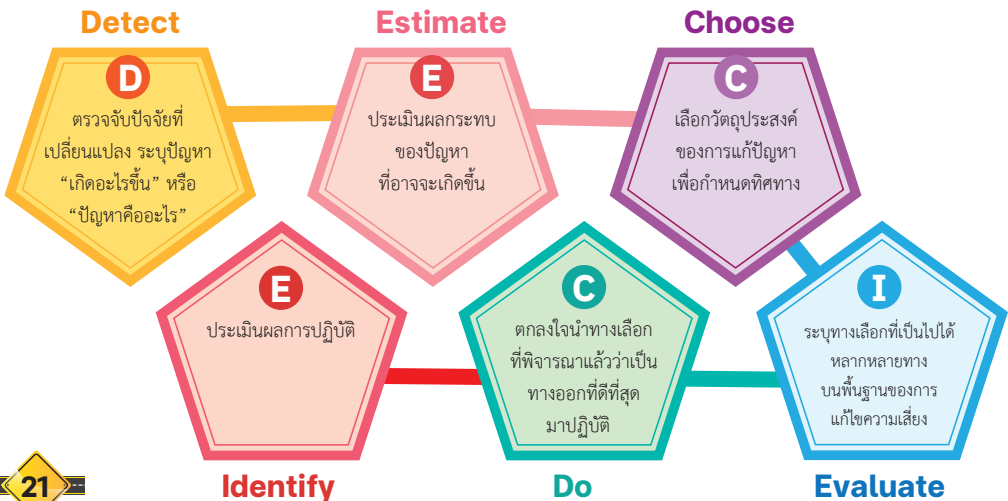 Detect
D
ตรวจจับปัจจัยที่
เปลี่ยนแปลง ระบุปัญหา
“เกิดอะไรขึ้น” หรือ
“ปัญหาคืออะไร”
Estimate
E
ประเมินผลกระทบ
ของปัญหา
ที่อาจจะเกิดขึ้น
Choose
C
เลือกวัตถุประสงค์
ของการแก้ปัญหา
เพื่อกำหนดทิศทาง
I
ระบุทางเลือกที่เป็นไปได้
หลากหลายทาง
บนพื้นฐานของการ
แก้ไขความเสี่ยง
Evaluate
C
ตกลงใจนำทางเลือก
ที่พิจารณาแล้วว่าเป็น
ทางออกที่ดีที่สุด
มาปฏิบัติ
Do
E
ประเมินผลการปฏิบัติ
Identify
21